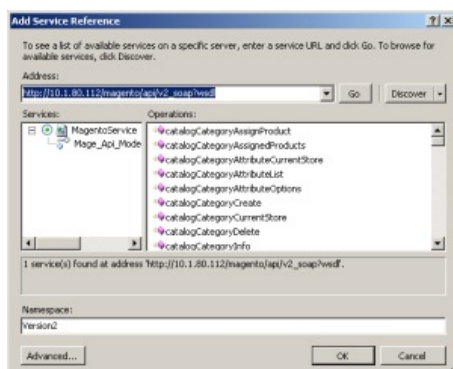 Add Service Reference
To see a list of available services on a specific server, enter a service URL and click Go. To browse for
available services, click Discover.
Address:
http://10.1.80.112/magento/api/v2_soap?wsdl
Go
Discover
Services:
MagentoService
Mage_Api_Mode
Operations:
catalogCategoryAssignProduct
catalogCategoryAssignedProducts
catalogCategoryAttributeCurrentStore
catalogCategoryAttributeList
catalogCategoryAttributeOptions
catalogCategoryCreate
catalogCategoryCurrentStore
catalogCategoryDelete
catalogCategoryInfo
1 service(s) found at address 'http://10.1.80.112/magento/api/v2_soap?wsdl'.
Namespace:
Version2
Advanced...
OK
Cancel